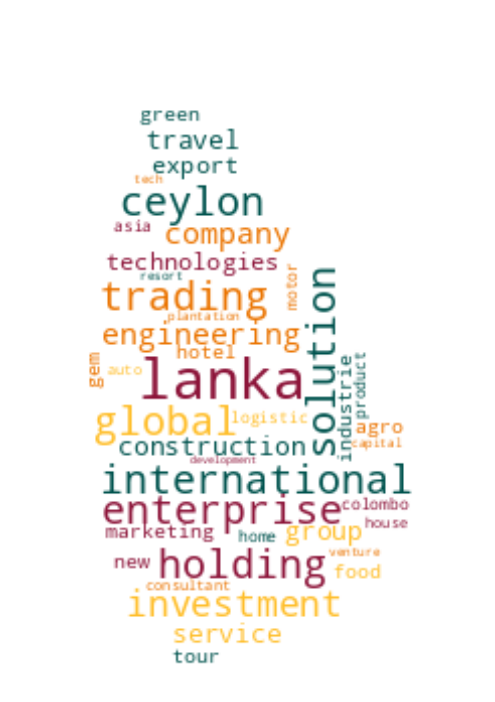 green
travel
export
tech
ceylon
asia
company
technologies
resort
motor
trading
plantation
solution
engineering
hotel
gem
auto
lanka
industrie
product
global
logistic
agro
construction
capital
development
international
enterprise
colombo
marketing
home
group
house
new
holding
venture
food
consultant
investment
service
tour